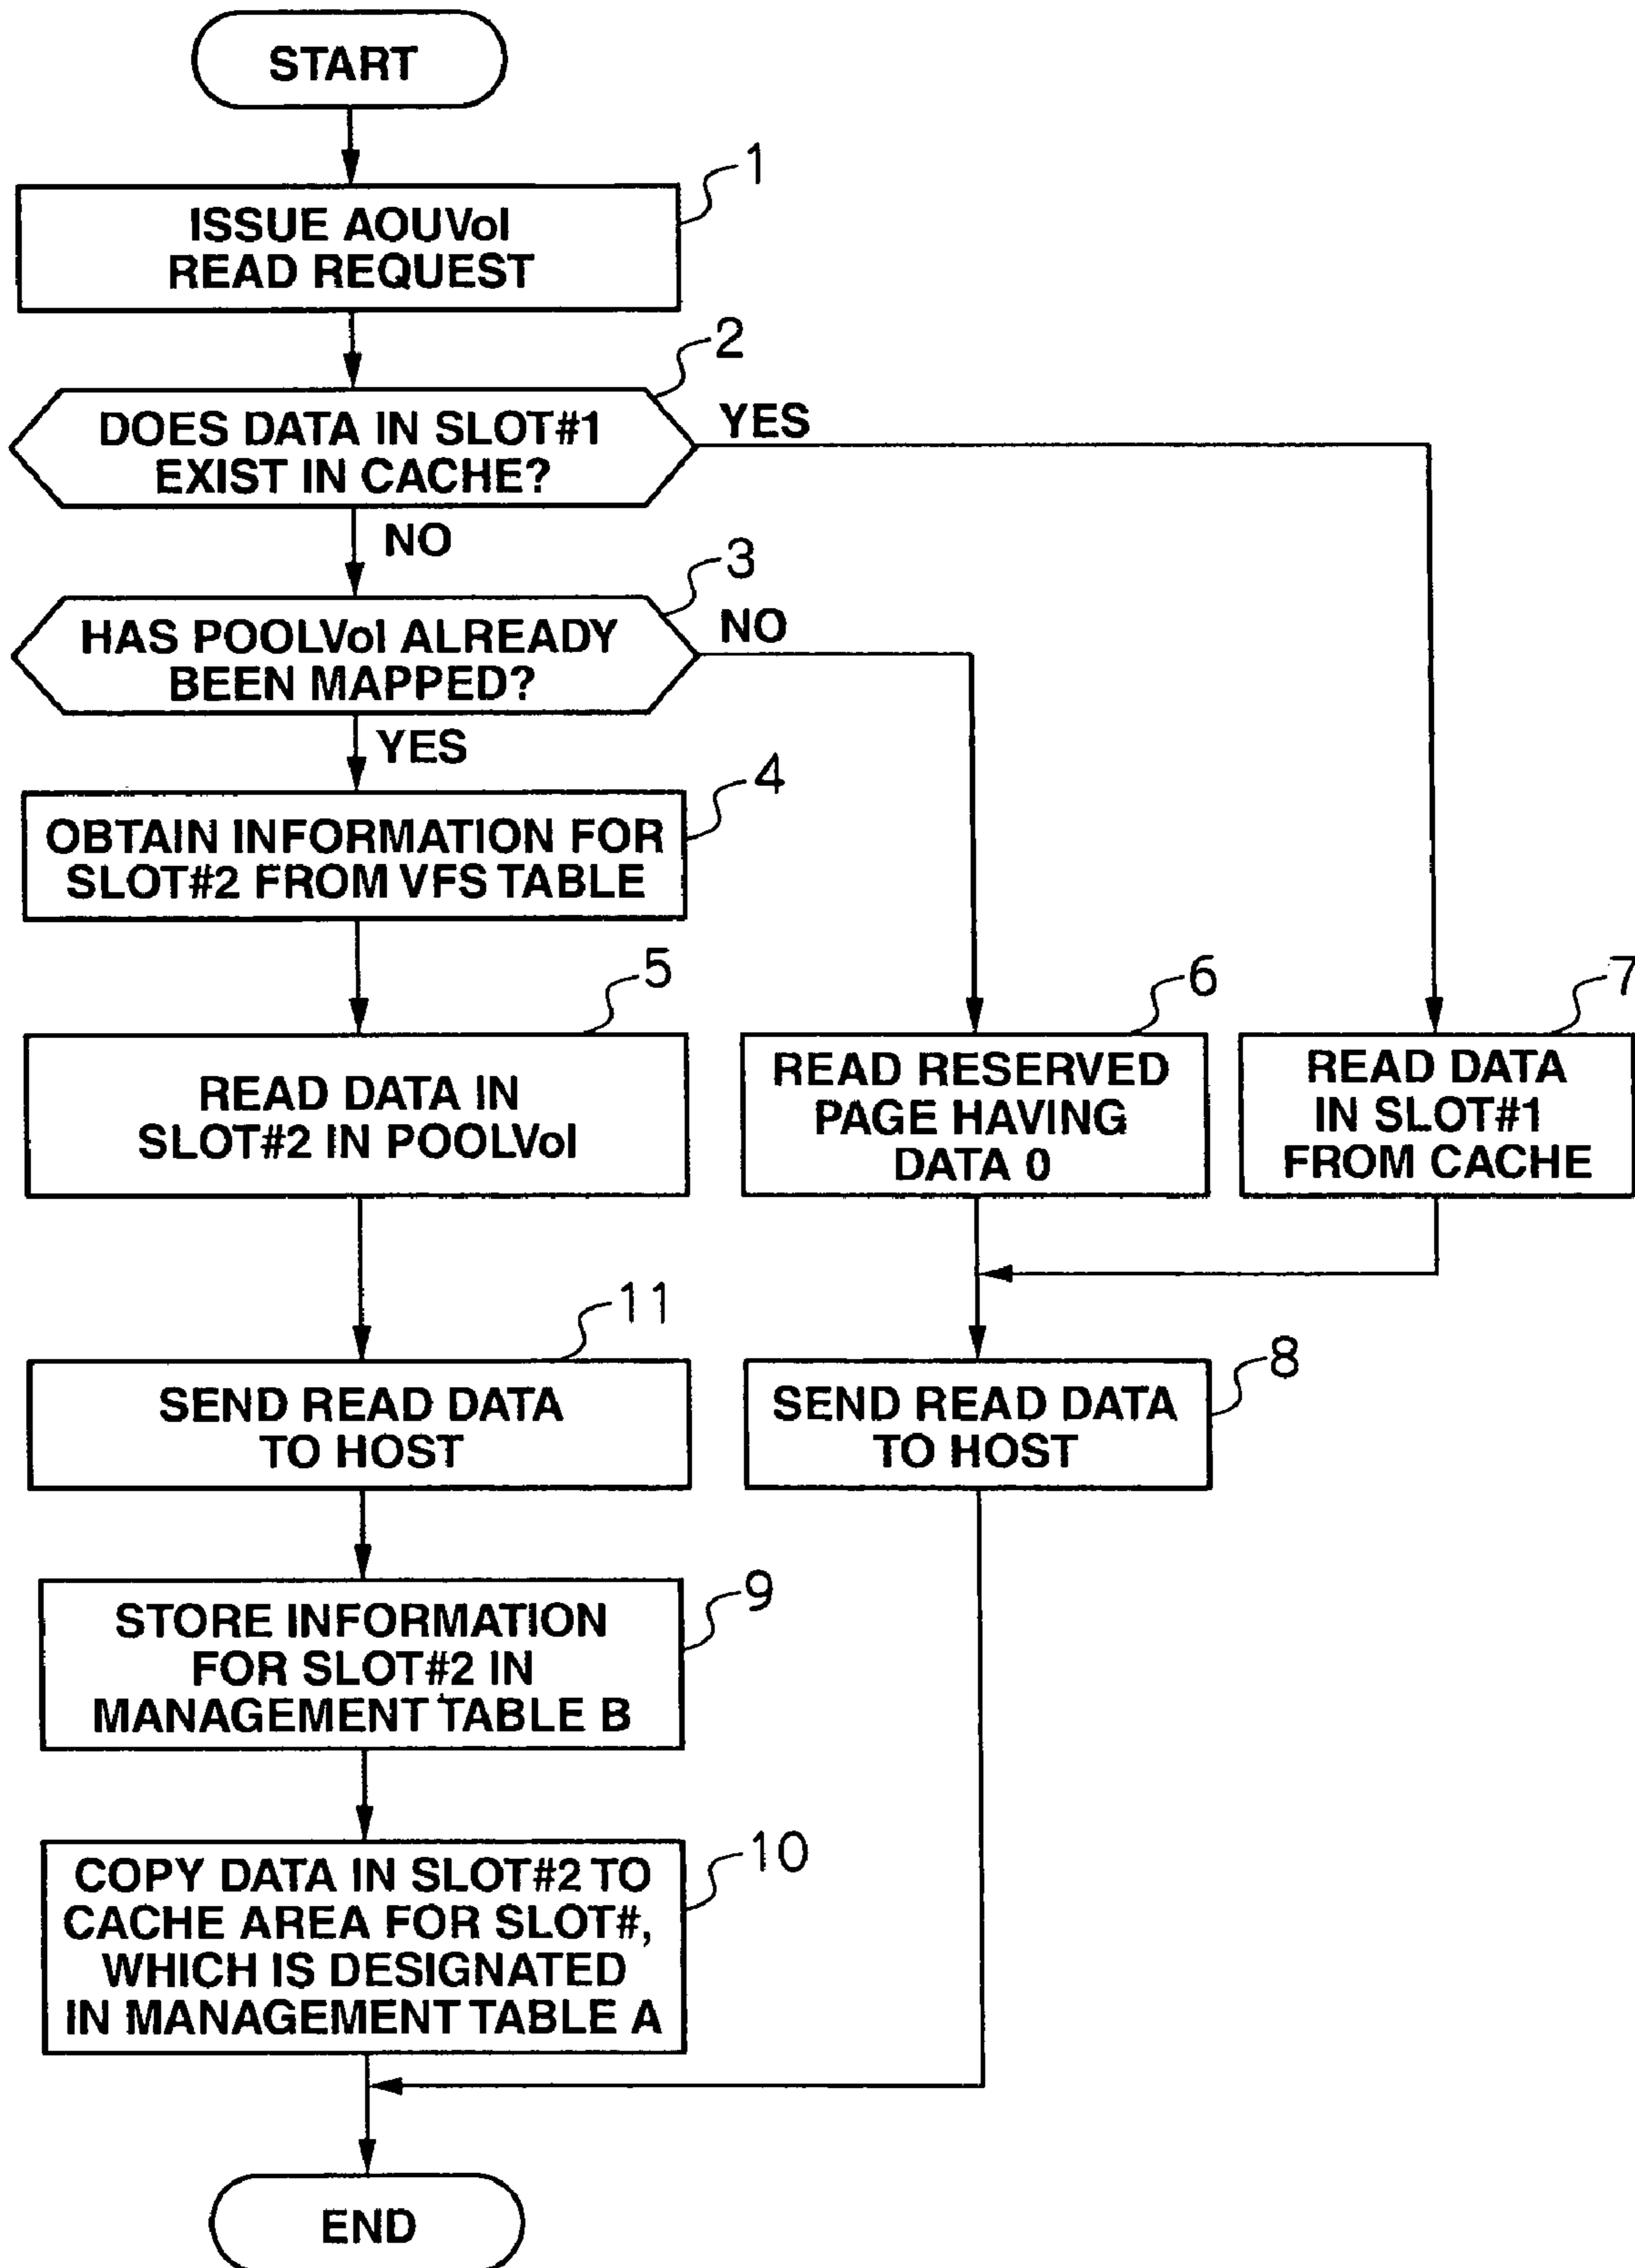 START
1
ISSUE AOUVol
READ REQUEST
2
DOES DATA IN SLOT#1
EXIST IN CACHE?
YES
NO
3
HAS POOLVol ALREADY
BEEN MAPPED?
NO
YES
4
OBTAIN INFORMATION FOR
SLOT#2 FROM VFS TABLE
5
READ DATA IN
SLOT#2 IN POOLVol
6
READ RESERVED
PAGE HAVING
DATA 0
7
READ DATA
IN SLOT#1
FROM CACHE
11
SEND READ DATA
TO HOST
8
SEND READ DATA
TO HOST
9
STORE INFORMATION
FOR SLOT#2 IN
MANAGEMENT TABLE B
10
COPY DATA IN SLOT#2 TO
CACHE AREA FOR SLOT#,
WHICH IS DESIGNATED
IN MANAGEMENT TABLE A
END